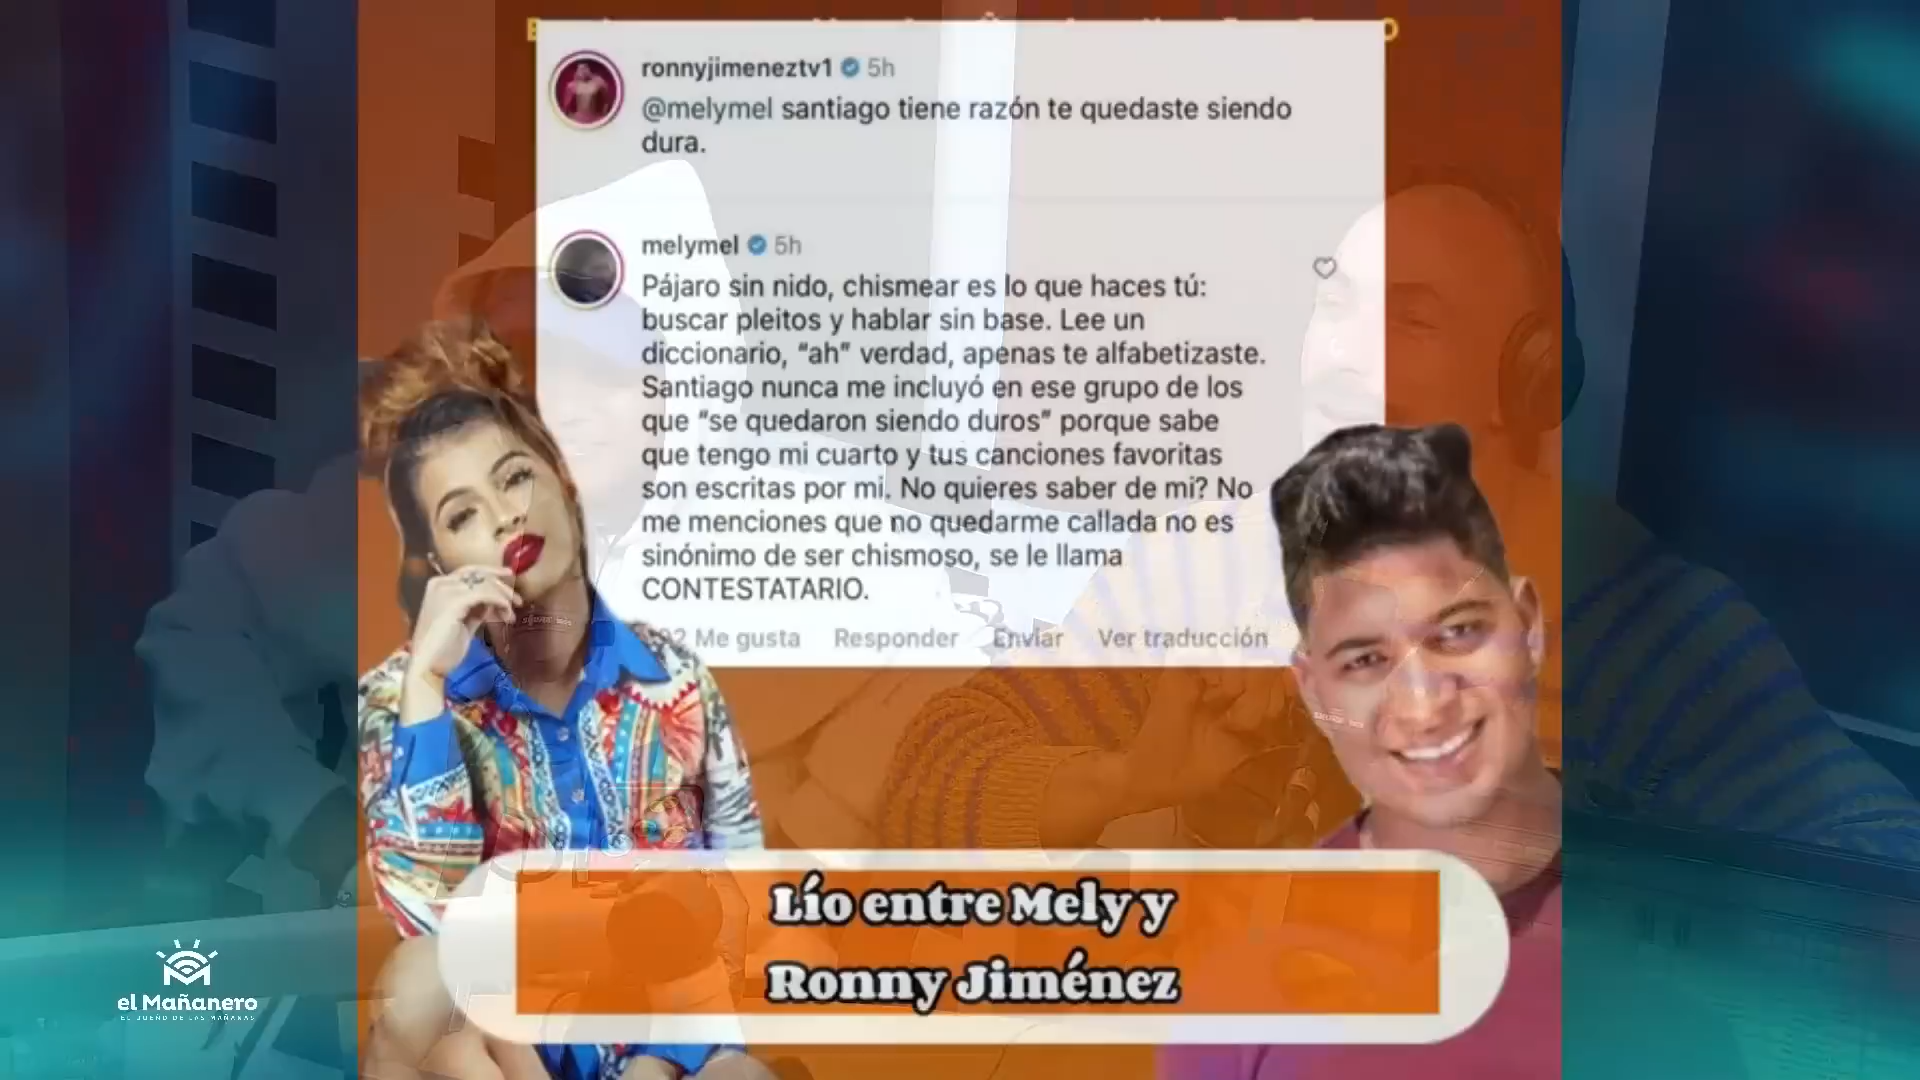 ronnyjimeneztv1 5h
@melymel santiago tiene razón te quedaste siendo
dura.
melymel 5h
Pájaro sin nido, chismear es lo que haces tú:
buscar pleitos y hablar sin base. Lee un
diccionario, “ah” verdad, apenas te alfabetizaste.
Santiago nunca me incluyó en ese grupo de los
que “se quedaron siendo duros” porque sabe
que tengo mi cuarto y tus canciones favoritas
son escritas por mi. No quieres saber de mi? No
me menciones que no quedarme callada no es
sinónimo de ser chismoso, se le llama
CONTESTATARIO.
Me gusta Responder Enviar Ver traducción
Lío entre Mely y
Ronny Jiménez
el Mañanero
EL DUEÑO DE LAS MAÑANAS